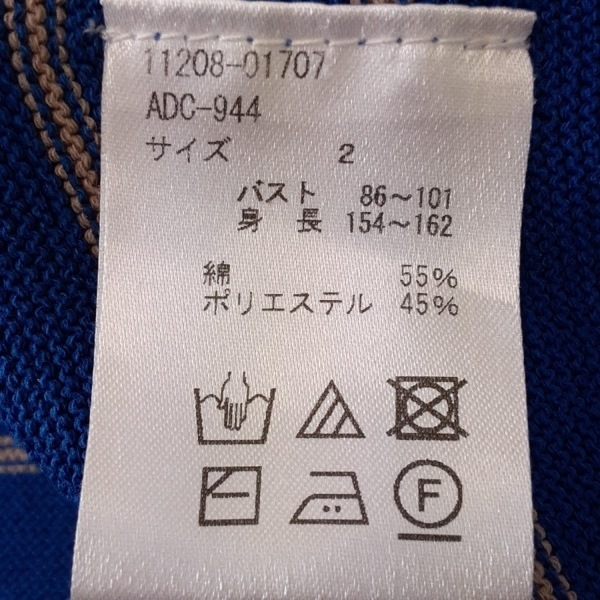 11208-01707
ADC-944
サイズ 2
バスト 86～101
身 長 154～162
綿 55%
ポリエステル 45%
F